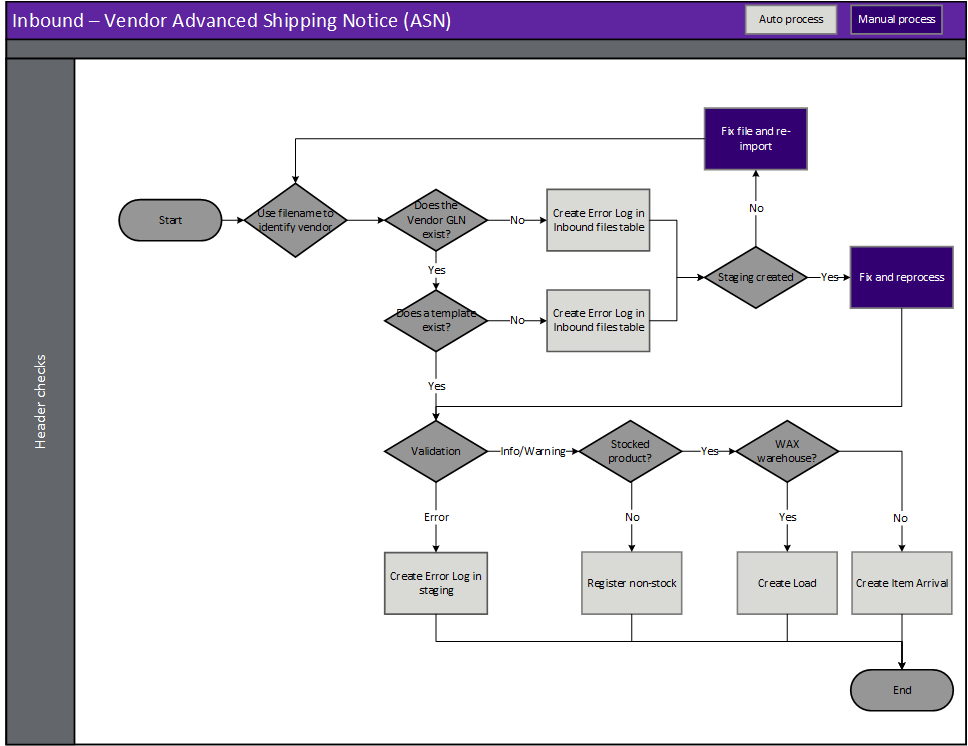 Inbound – Vendor Advanced Shipping Notice (ASN)
Auto process
Manual process
Header checks
Fix file and re-
import
No
Start
Use filename to
identify vendor
Does the
Vendor GLN
exist?
No
Create Error Log in
Inbound files table
Staging created
Yes
Fix and reprocess
Yes
Does a template
exist?
No
Create Error Log in
Inbound files table
Yes
Validation
Info/Warning
Stocked
product?
Yes
WAX
warehouse?
Error
No
Yes
No
Create Error Log in
staging
Register non-stock
Create Load
Create Item Arrival
End